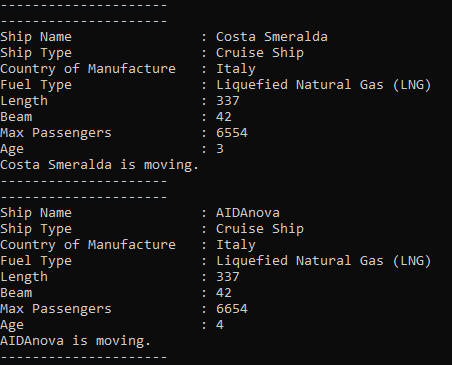 ---------------------
---------------------
Ship Name                : Costa Smeralda
Ship Type                : Cruise Ship
Country of Manufacture   : Italy
Fuel Type                : Liquefied Natural Gas (LNG)
Length                   : 337
Beam                     : 42
Max Passengers           : 6554
Age                      : 3
Costa Smeralda is moving.
---------------------
---------------------
Ship Name                : AIDAnova
Ship Type                : Cruise Ship
Country of Manufacture   : Italy
Fuel Type                : Liquefied Natural Gas (LNG)
Length                   : 337
Beam                     : 42
Max Passengers           : 6654
Age                      : 4
AIDAnova is moving.
---------------------